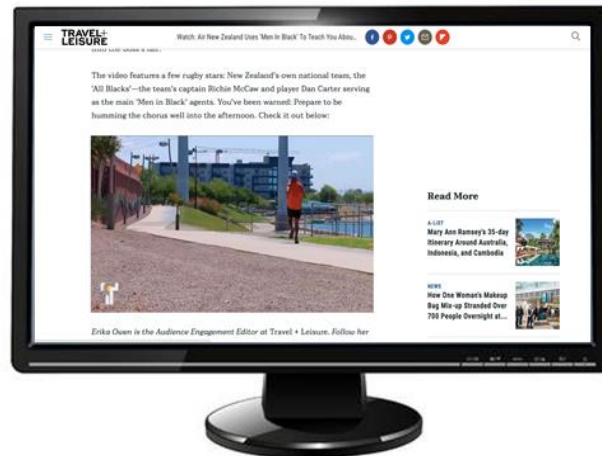 TRAVEL+
LEISURE
Watch: Air New Zealand Uses 'Men In Black' To Teach You Abou...
The video features a few rugby stars: New Zealand's own national team, the
'All Blacks'—the team's captain Richie McCaw and player Dan Carter serving
as the main 'Men in Black' agents. You've been warned: Prepare to be
humming the chorus well into the afternoon. Check it out below:
Read More
A-LIST
Mary Ann Ramsey's 35-day
Itinerary Around Australia,
Indonesia, and Cambodia
NEWS
How One Woman's Makeup
Bag Mix-up Stranded Over
700 People Overnight at...
Erika Owen is the Audience Engagement Editor at Travel + Leisure. Follow her